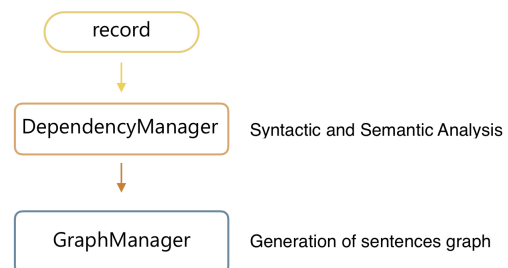 record
DependencyManager
Syntactic and Semantic Analysis
GraphManager
Generation of sentences graph